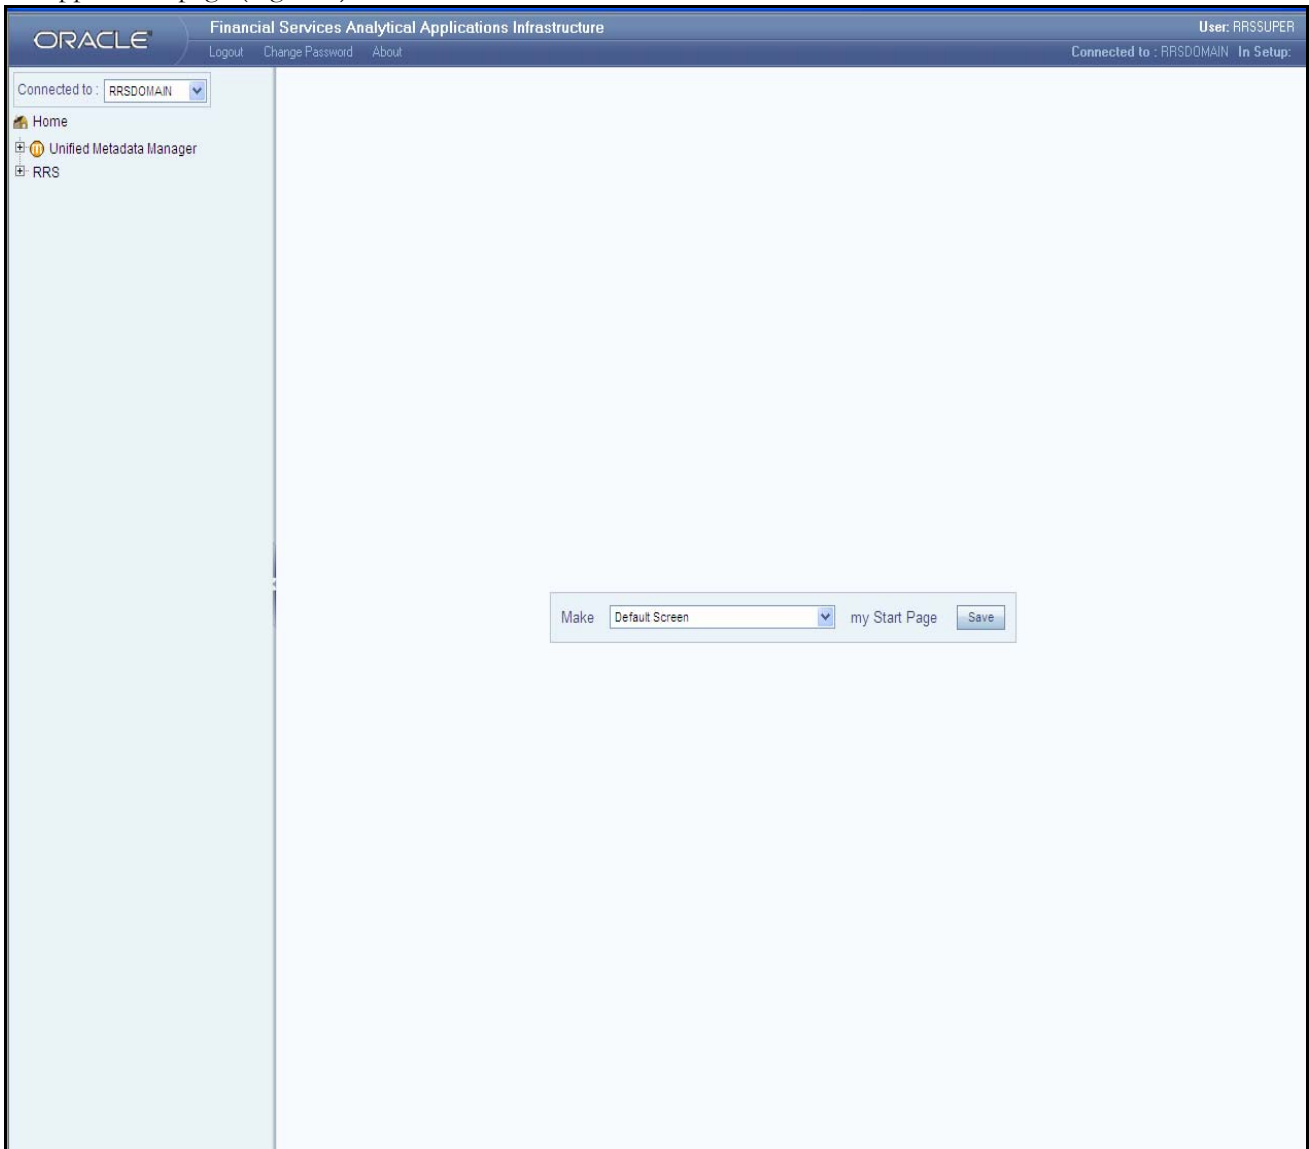 ORACLE
Financial Services Analytical Applications Infrastructure
User: RRSSUPER
Logout Change Password About
Connected to : RRSDOMAIN In Setup:
Connected to : RRSDOMAIN
Home
Unified Metadata Manager
RRS
Make Default Screen my Start Page Save